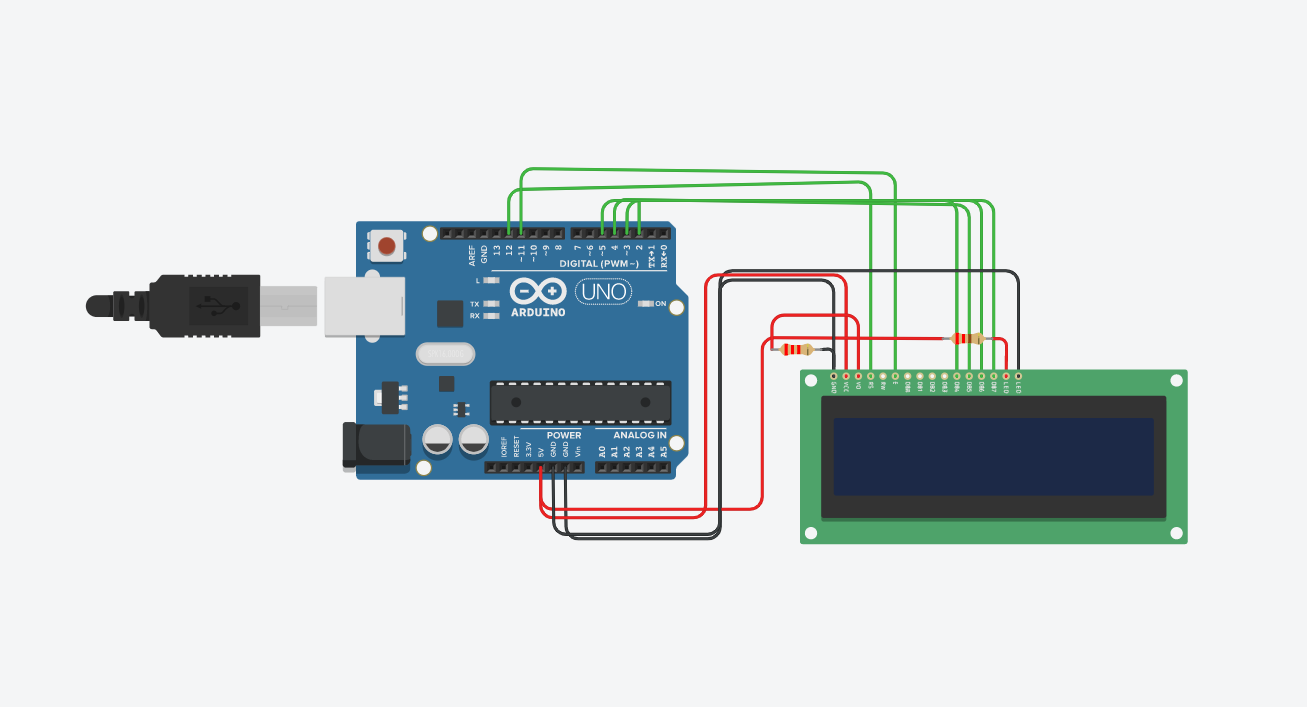 AREF
GND
13
12
~11
~10
~9
8
7
~6
~5
4
~3
2
TX→1
RX←0
DIGITAL (PWM~)
L
TX
RX
ARDUINO
UNO
ON
POWER
ANALOG IN
IOREF
RESET
3.3V
5V
GND
GND
Vin
A0
A1
A2
A3
A4
A5
GND
VCC
V0
RS
RW
E
DB0
DB1
DB2
DB3
DB4
DB5
DB6
DB7
LED
LED